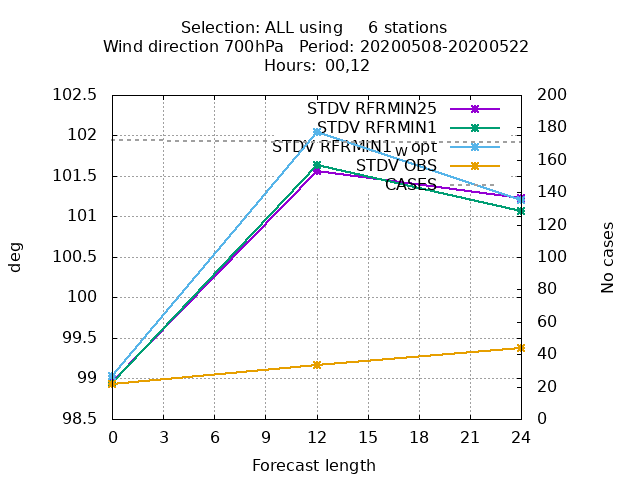 Selection: ALL using     6 stations
Wind direction 700hPa   Period: 20200508-20200522
Hours: 00,12
102.5
102
101.5
101
100.5
100
99.5
99
98.5
deg
STDV RFRMIN25
STDV RFRMIN1
STDV RFRMIN1w opt
STDV OBS
CASES
200
180
160
140
120
100
80
60
40
20
0
No cases
0 3 6 9 12 15 18 21 24
Forecast length